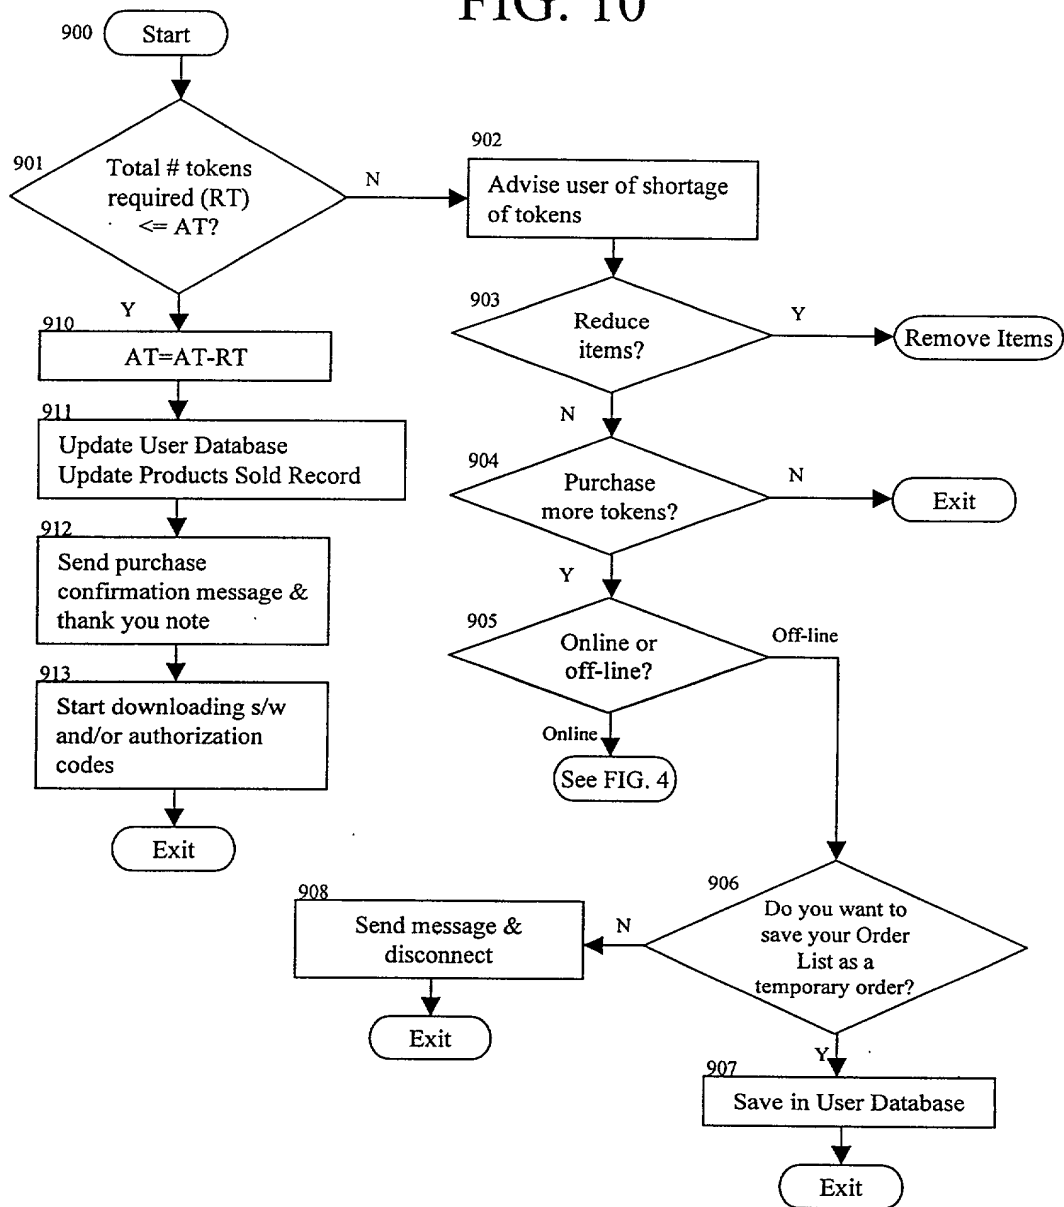 FIG. 10
900
Start
901
Total # tokens
required (RT)
<= AT?
N
902
Advise user of shortage
of tokens
Y
903
Reduce
items?
Y
Remove Items
910
AT=AT-RT
N
911
Update User Database
Update Products Sold Record
904
Purchase
more tokens?
N
Exit
912
Send purchase
confirmation message &
thank you note
Y
905
Online or
off-line?
Off-line
913
Start downloading s/w
and/or authorization
codes
Online
See FIG. 4
Exit
906
Do you want to
save your Order
List as a
temporary order?
N
908
Send message &
disconnect
Exit
Y
907
Save in User Database
Exit